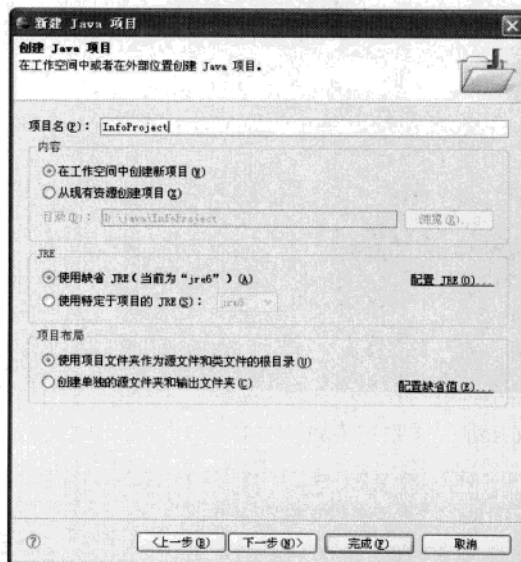 新建 Java 项目
创建 Java 项目
在工作空间中或者在外部位置创建 Java 项目。
项目名(P)： InfoProject
内容
在工作空间中创建新项目(W)
从现有资源创建项目(X)
目录(D)： D:\java\InfoProject 浏览(R)...
JRE
使用缺省 JRE（当前为“jre6”）(A) 配置 JRE(O)...
使用特定于项目的 JRE(S)： jre6
项目布局
使用项目文件夹作为源文件和类文件的根目录(U)
创建单独的源文件夹和输出文件夹(C) 配置缺省值(E)...
<上一步(B) 下一步(N)> 完成(F) 取消